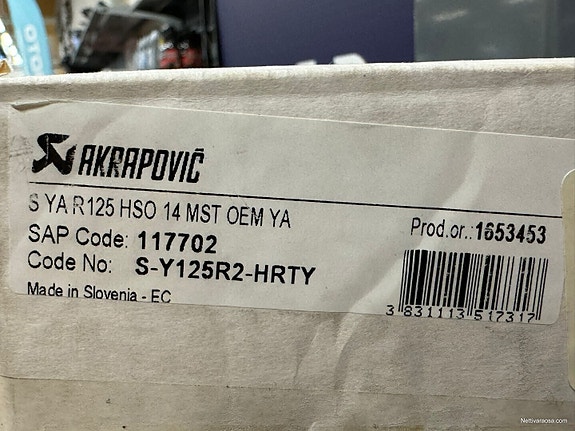 OTO
AKRAPOVIČ
S YA R125 HSO 14 MST OEM YA
Prod.or.:1653453
SAP Code: 117702
Code No: S-Y125R2-HRTY
Made in Slovenia - EC
3 831113 517317
Nettivaraosa.com